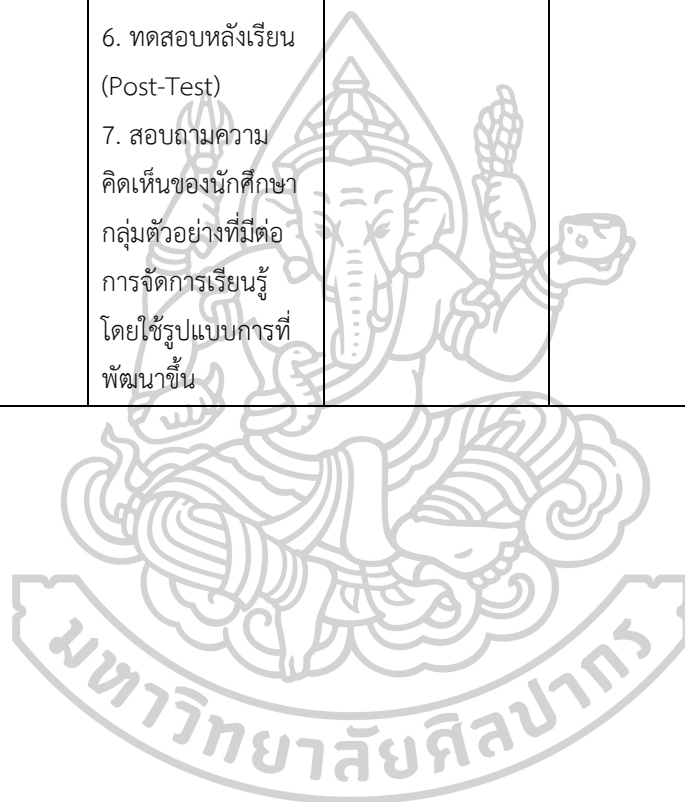 6. ทดสอบหลังเรียน
(Post-Test)
7. สอบถามความ
คิดเห็นของนักศึกษา
กลุ่มตัวอย่างที่มีต่อ
การจัดการเรียนรู้
โดยใช้รูปแบบการที่
พัฒนาขึ้น
มหาวิทยาลัยศิลปากร